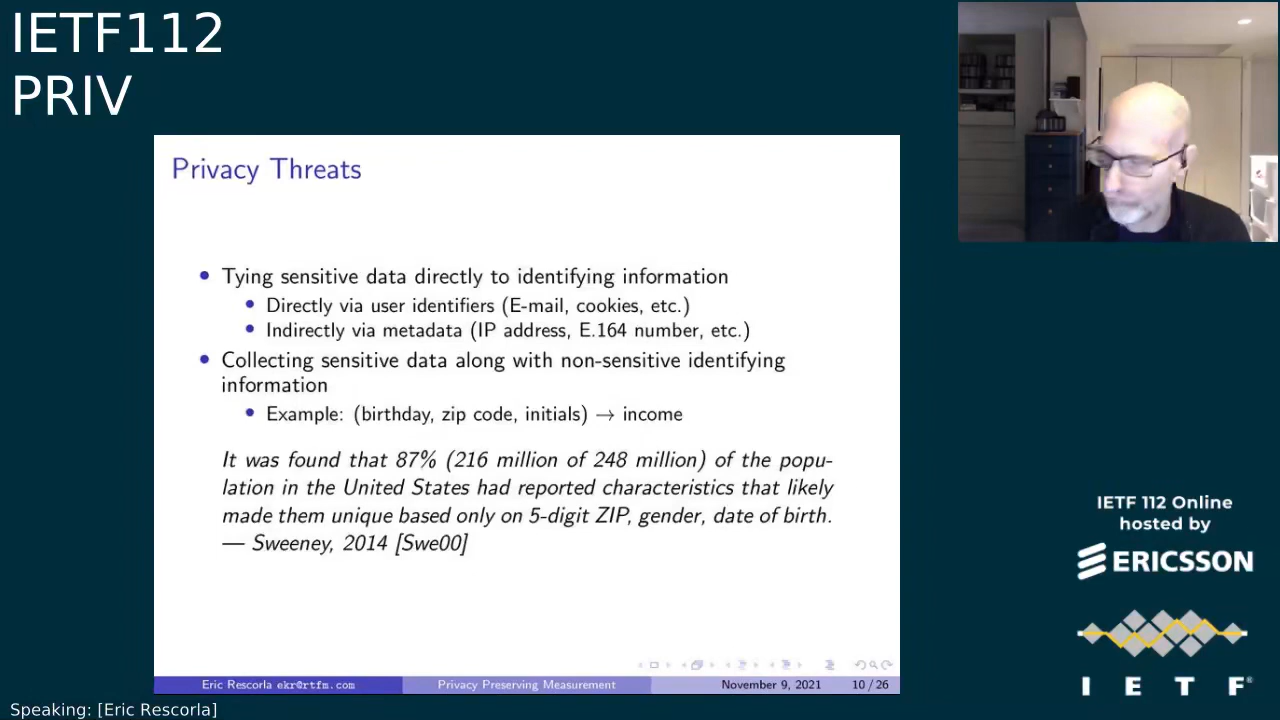 IETF112
PRIV
Privacy Threats
• Tying sensitive data directly to identifying information
• Directly via user identifiers (E-mail, cookies, etc.)
• Indirectly via metadata (IP address, E.164 number, etc.)
• Collecting sensitive data along with non-sensitive identifying
information
• Example: (birthday, zip code, initials) → income
It was found that 87% (216 million of 248 million) of the popu-
lation in the United States had reported characteristics that likely
made them unique based only on 5-digit ZIP, gender, date of birth.
— Sweeney, 2014 [Swe00]
Eric Rescorla ekr@rtfm.com Privacy Preserving Measurement November 9, 2021 10 / 26
IETF 112 Online
hosted by
ERICSSON
I E T F®
Speaking: [Eric Rescorla]